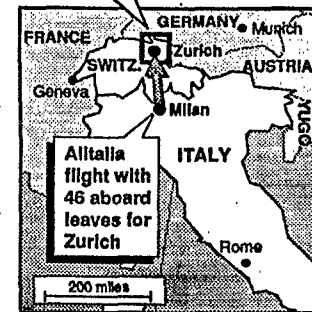 GERMANY
Munich
FRANCE
Zurich
SWITZ.
AUSTRIA
Geneva
Milan
YUGO.
Alitalia
flight with
46 aboard
leaves for
Zurich
ITALY
Rome
200 miles